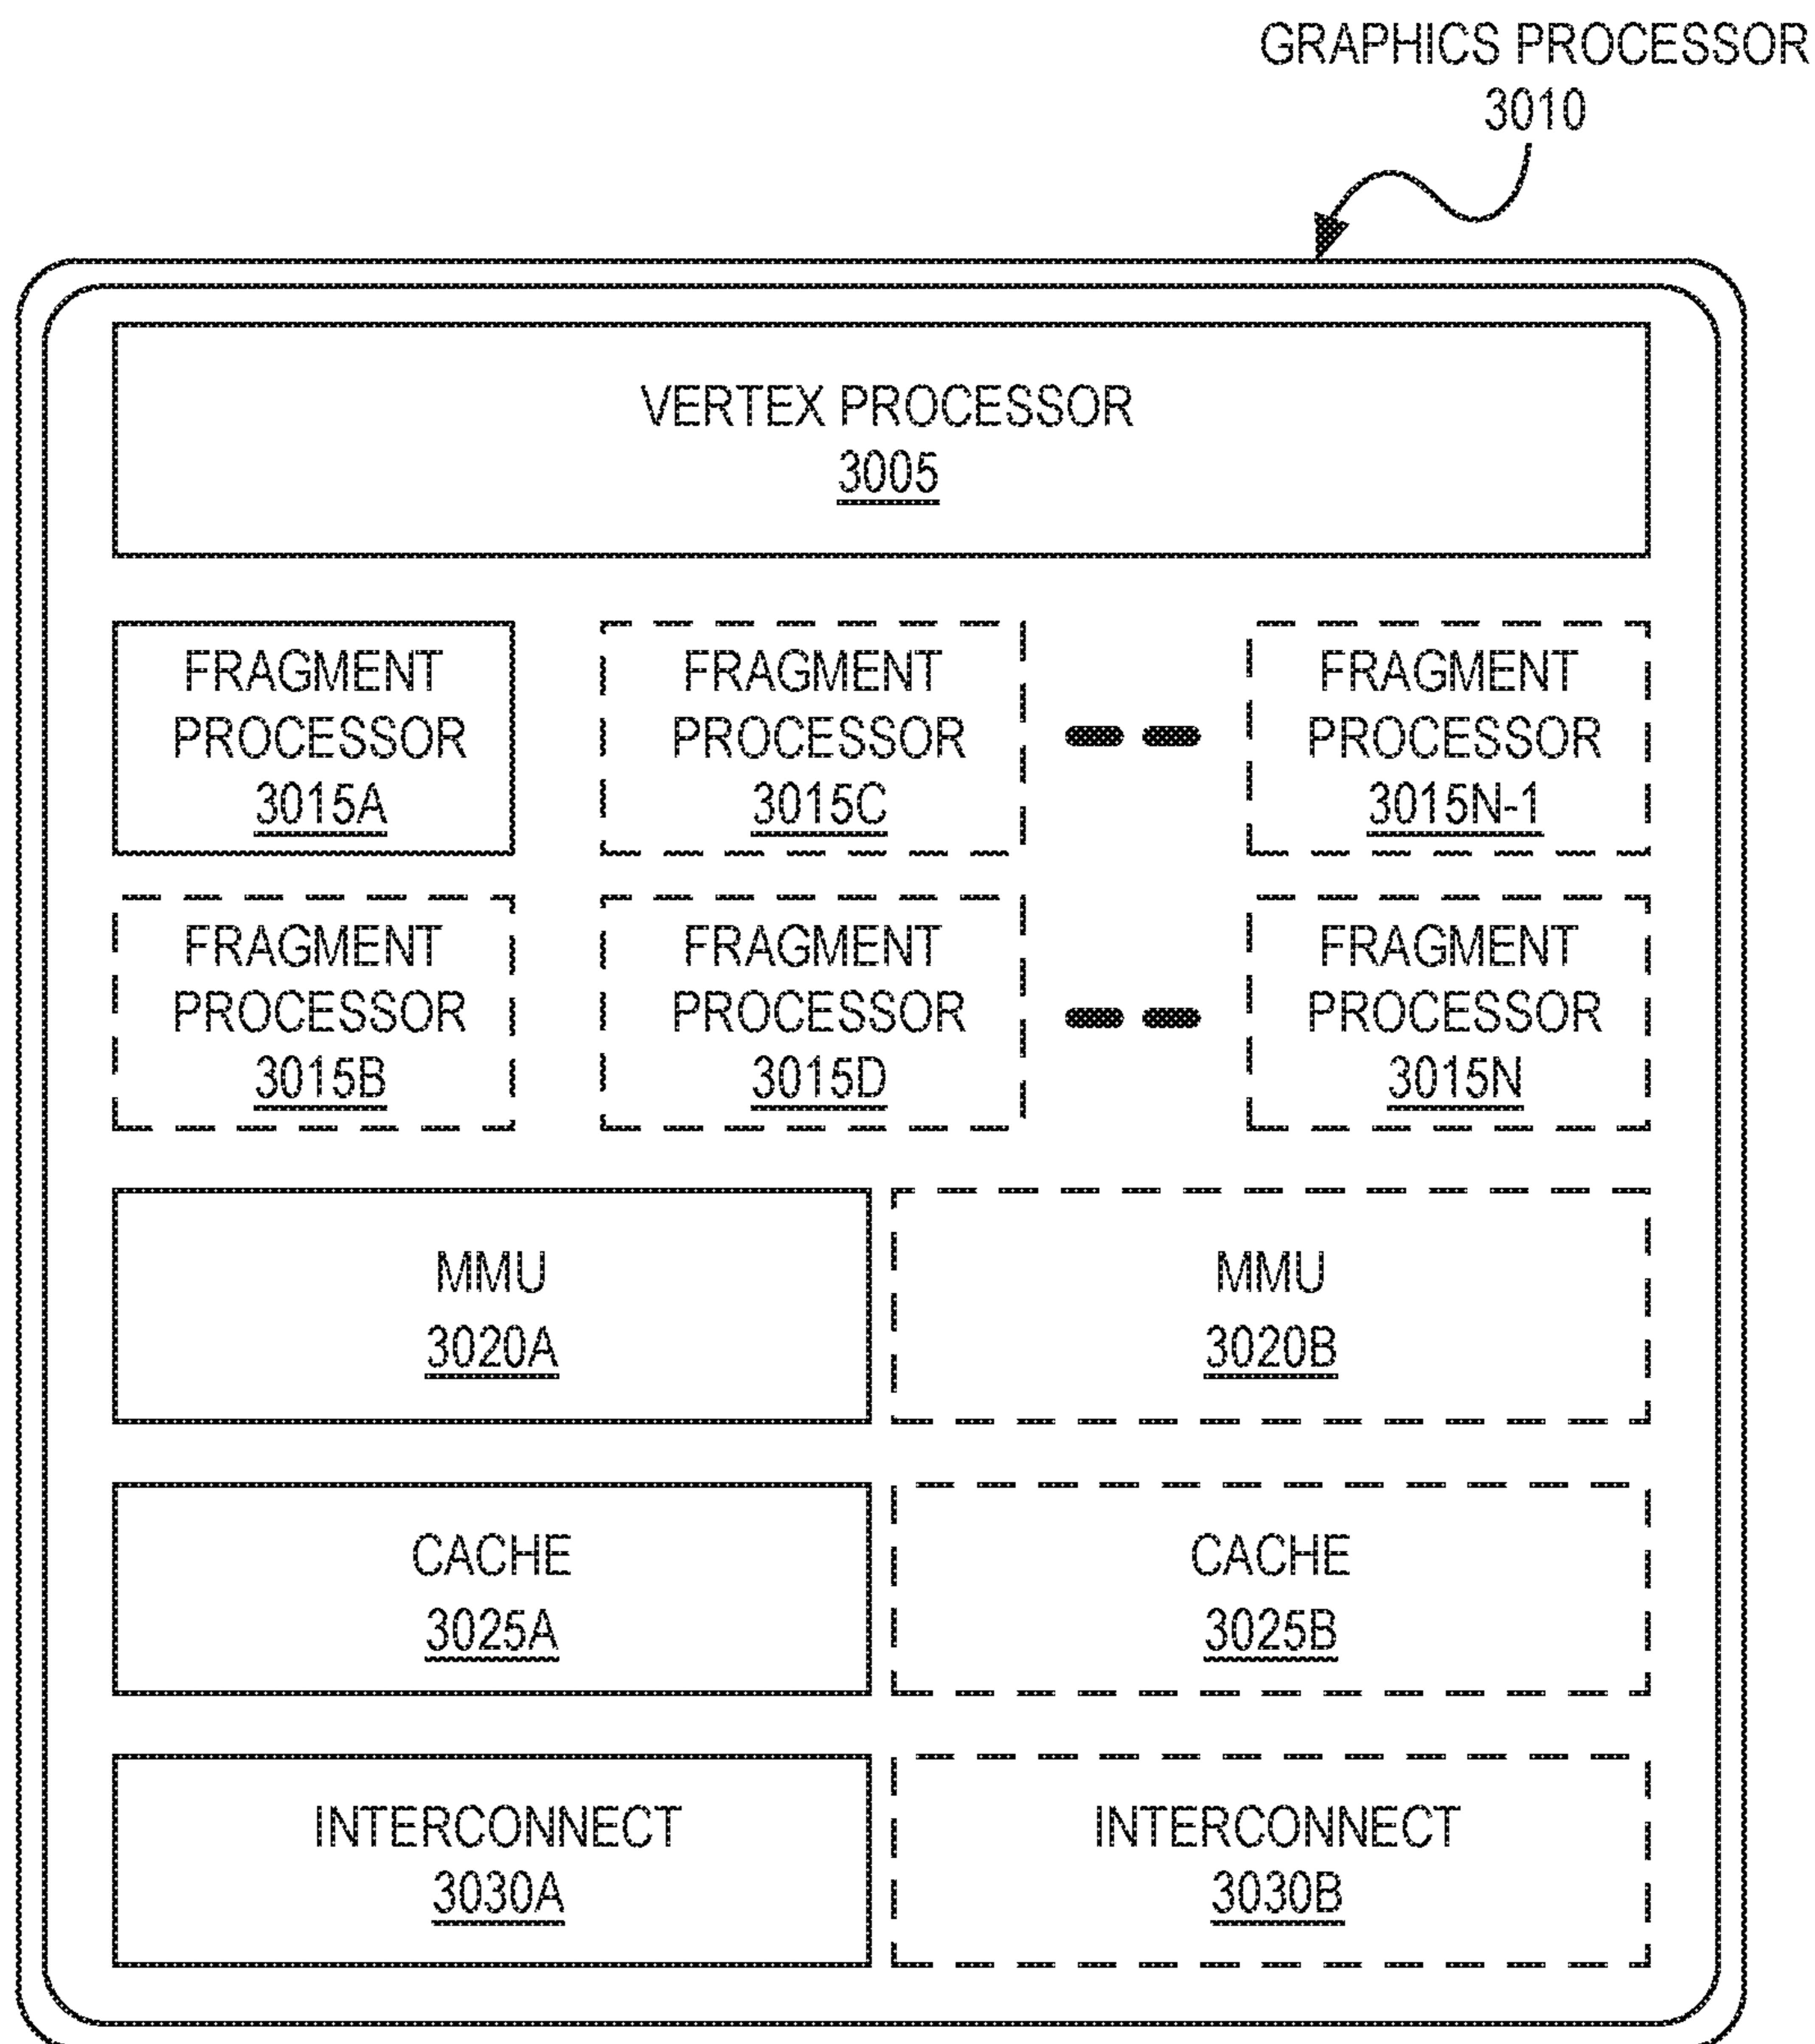 GRAPHICS PROCESSOR
3010
VERTEX PROCESSOR
3005
FRAGMENT
PROCESSOR
3015A
FRAGMENT
PROCESSOR
3015C
FRAGMENT
PROCESSOR
3015N-1
FRAGMENT
PROCESSOR
3015B
FRAGMENT
PROCESSOR
3015D
FRAGMENT
PROCESSOR
3015N
MMU
3020A
MMU
3020B
CACHE
3025A
CACHE
3025B
INTERCONNECT
3030A
INTERCONNECT
3030B